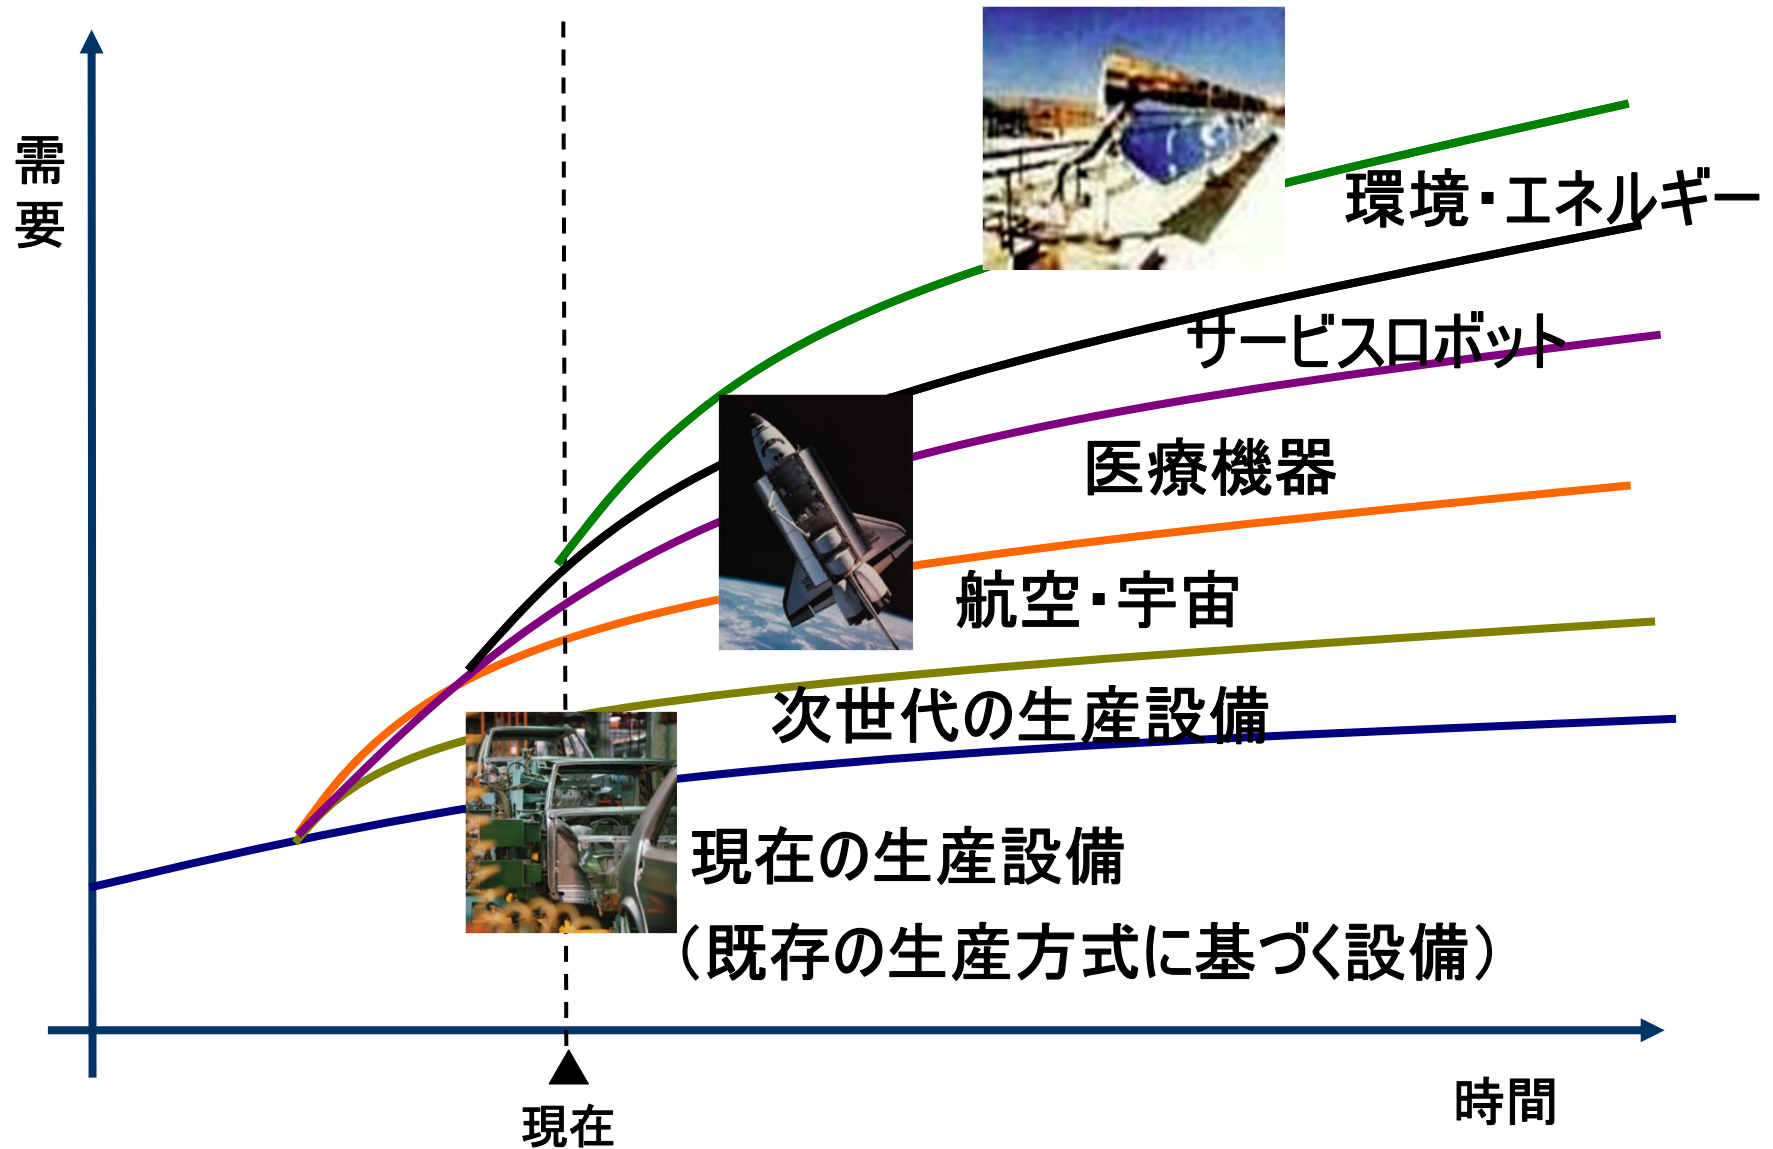 需要
環境・エネルギー
サービスロボット
医療機器
航空・宇宙
次世代の生産設備
現在の生産設備
（既存の生産方式に基づく設備）
時間
現在